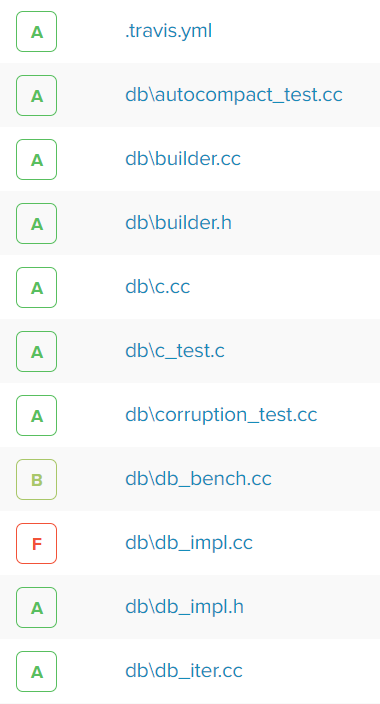 A .travis.yml
A db\autocompact_test.cc
A db\builder.cc
A db\builder.h
A db\c.cc
A db\c_test.c
A db\corruption_test.cc
B db\db_bench.cc
F db\db_impl.cc
A db\db_impl.h
A db\db_iter.cc